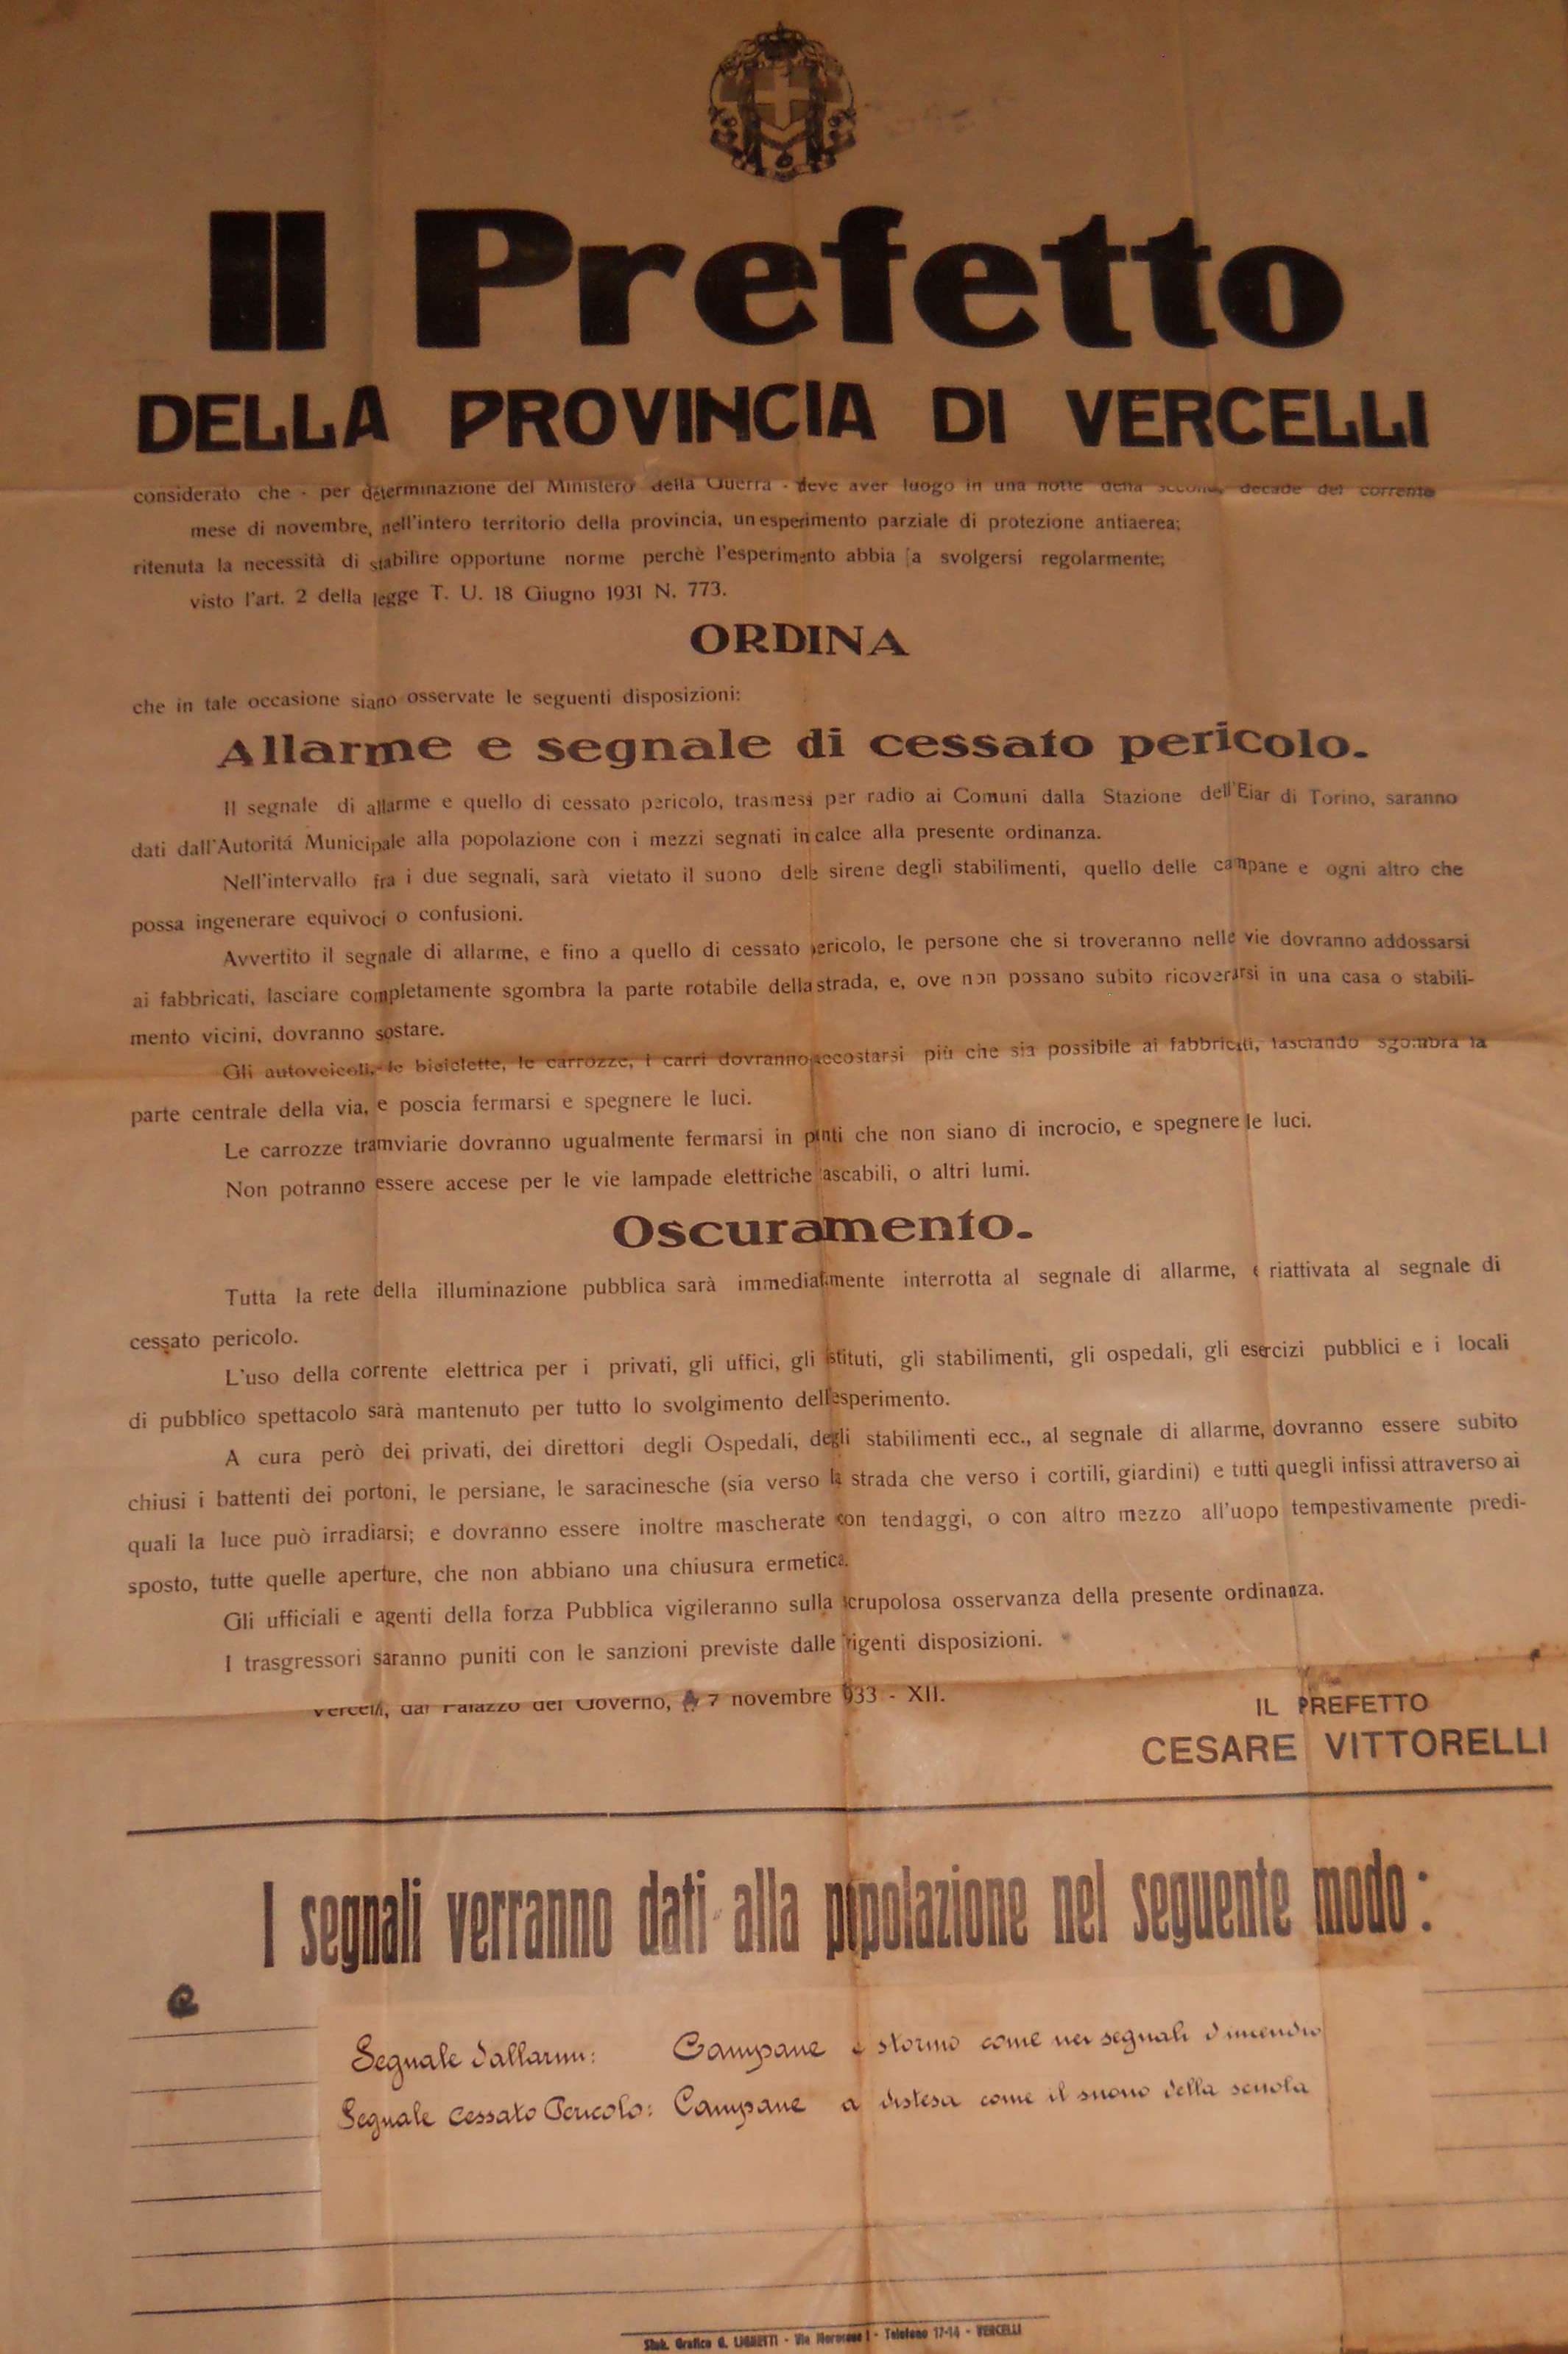 Il Prefetto
DELLA PROVINCIA DI VERCELLI
considerato che - per determinazione del Ministero della Guerra - deve aver luogo in una notte della seconda decade del corrente
mese di novembre, nell'intero territorio della provincia, un esperimento parziale di protezione antiaerea;
ritenuta la necessità di stabilire opportune norme perchè l'esperimento abbia a svolgersi regolarmente;
visto l'art. 2 della legge T. U. 18 Giugno 1931 N. 773.
ORDINA
che in tale occasione siano osservate le seguenti disposizioni:
Allarme e segnale di cessato pericolo.
Il segnale di allarme e quello di cessato pericolo, trasmessi per radio ai Comuni dalla Stazione dell'Eiar di Torino, saranno
dati dall'Autoritá Municipale alla popolazione con i mezzi segnati in calce alla presente ordinanza.
Nell'intervallo fra i due segnali, sarà vietato il suono delle sirene degli stabilimenti, quello delle campane e ogni altro che
possa ingenerare equivoci o confusioni.
Avvertito il segnale di allarme, e fino a quello di cessato pericolo, le persone che si troveranno nelle vie dovranno addossarsi
ai fabbricati, lasciare completamente sgombra la parte rotabile della strada, e, ove non possano subito ricoverarsi in una casa o stabili-
mento vicini, dovranno sostare.
Gli autoveicoli, le biciclette, le carrozze, i carri dovranno accostarsi più che sia possibile ai fabbricati, lasciando sgombra la
parte centrale della via, e poscia fermarsi e spegnere le luci.
Le carrozze tramviarie dovranno ugualmente fermarsi in punti che non siano di incrocio, e spegnere le luci.
Non potranno essere accese per le vie lampade elettriche tascabili, o altri lumi.
Oscuramento.
Tutta la rete della illuminazione pubblica sarà immediatamente interrotta al segnale di allarme, e riattivata al segnale di
cessato pericolo.
L'uso della corrente elettrica per i privati, gli uffici, gli istituti, gli stabilimenti, gli ospedali, gli esercizi pubblici e i locali
di pubblico spettacolo sarà mantenuto per tutto lo svolgimento dell'esperimento.
A cura però dei privati, dei direttori degli Ospedali, degli stabilimenti ecc., al segnale di allarme, dovranno essere subito
chiusi i battenti dei portoni, le persiane, le saracinesche (sia verso la strada che verso i cortili, giardini) e tutti quegli infissi attraverso ai
quali la luce può irradiarsi; e dovranno essere inoltre mascherate con tendaggi, o con altro mezzo all'uopo tempestivamente predi-
sposto, tutte quelle aperture, che non abbiano una chiusura ermetica.
Gli ufficiali e agenti della forza Pubblica vigileranno sulla scrupolosa osservanza della presente ordinanza.
I trasgressori saranno puniti con le sanzioni previste dalle vigenti disposizioni.
Vercelli, dal Palazzo del Governo, 7 novembre 1933 - XII.
IL PREFETTO
CESARE VITTORELLI
I segnali verranno dati alla popolazione nel seguente modo:
Segnale d'allarme: Campane a stormo come nei segnali d'incendio
Segnale Cessato Pericolo: Campane a distesa come il suono della scuola
Stab. Grafico G. - Via - Telefono 17-14 - VERCELLI